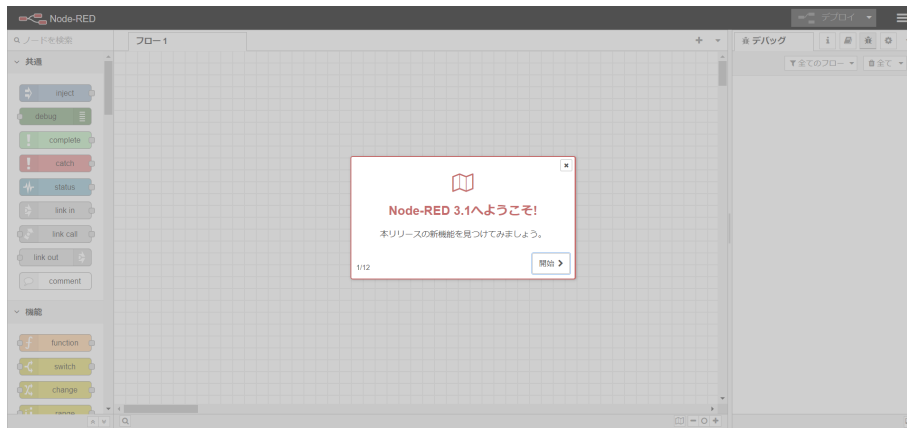 Node-RED
デプロイ
ノードを検索
フロー 1
デバッグ
全てのフロー
全て
共通
inject
debug
complete
catch
status
link in
link call
link out
comment
機能
function
switch
change
range
Node-RED 3.1へようこそ!
本リリースの新機能を見つけてみましょう。
1/12
開始